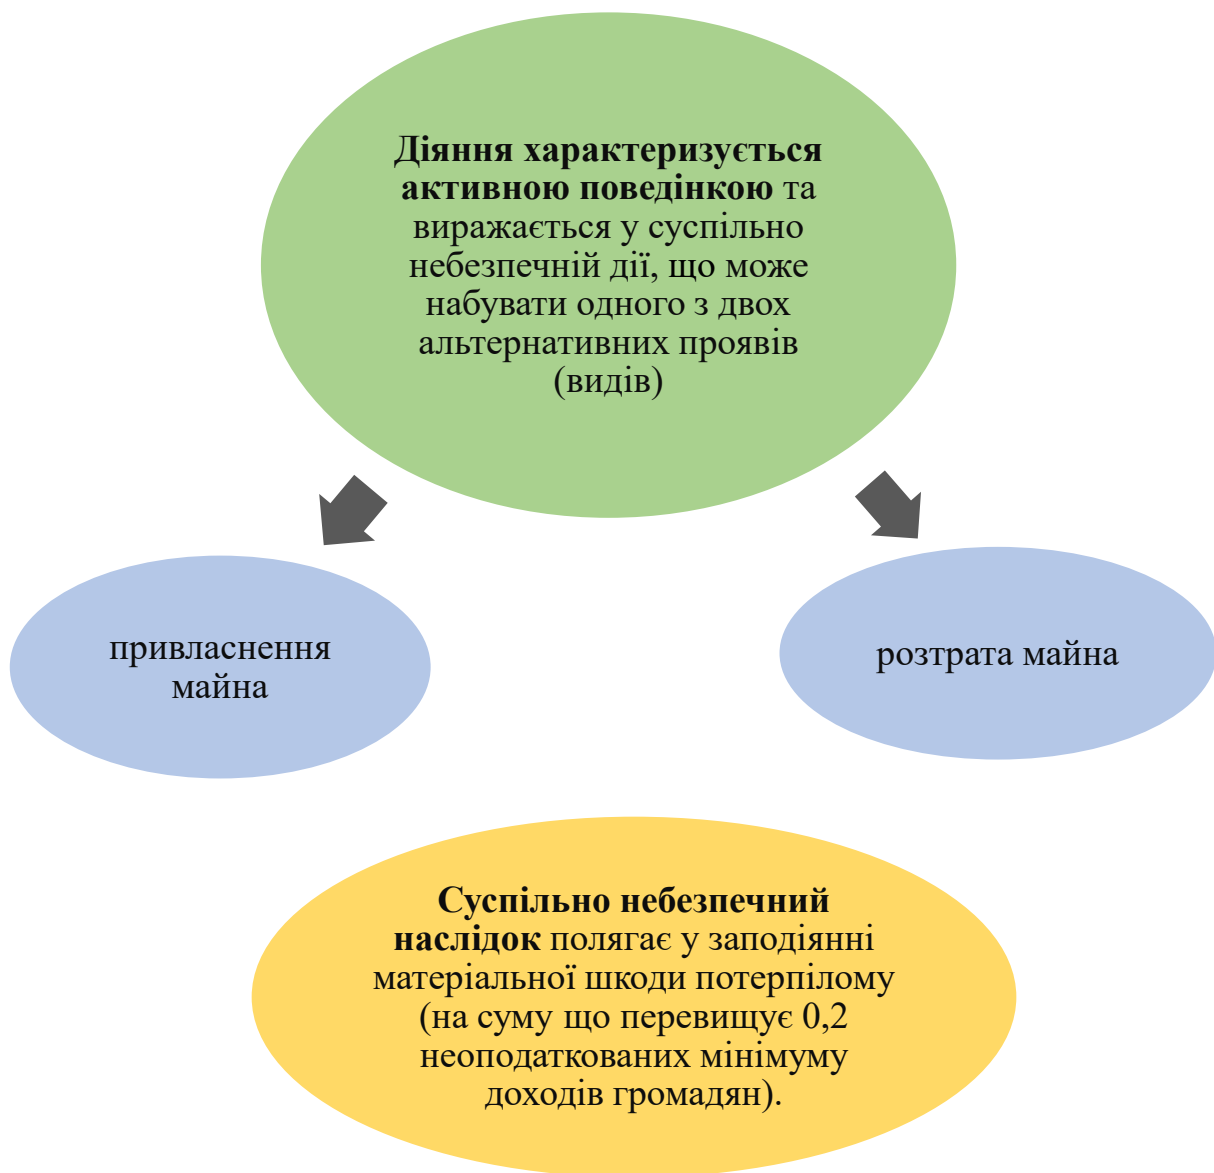 Діяння характеризується
активною поведінкою та
виражається у суспільно
небезпечній дії, що може
набувати одного з двох
альтернативних проявів
(видів)
привласнення
майна
розтрата майна
Суспільно небезпечний
наслідок полягає у заподіянні
матеріальної шкоди потерпілому
(на суму що перевищує 0,2
неоподаткованих мінімуму
доходів громадян).